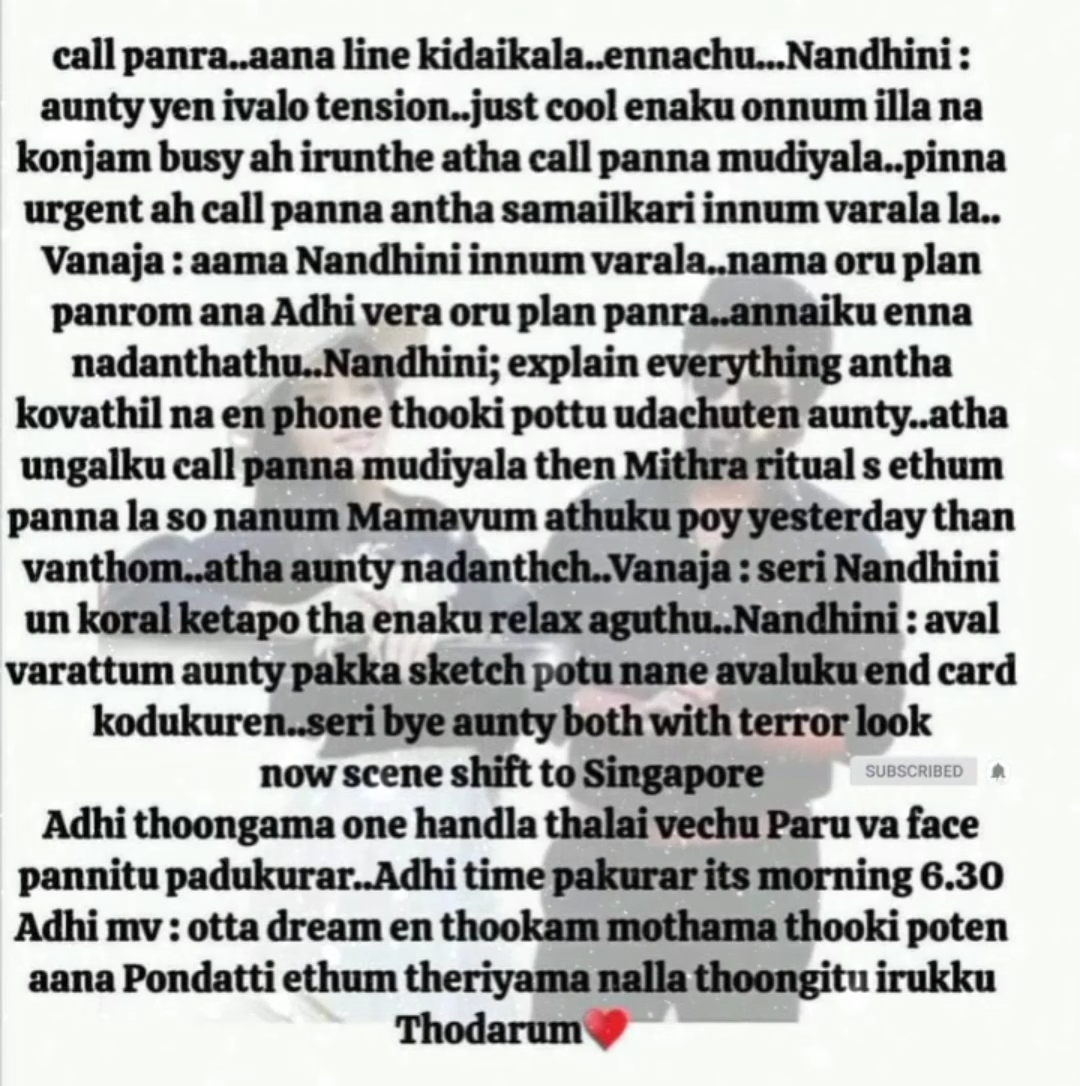 call panra..aana line kidaikala..ennachu...Nandhini :
aunty yen ivalo tension..just cool enaku onnum illa na
konjam busy ah irunthe atha call panna mudiyala..pinna
urgent ah call panna antha samailkari innum varala la..
Vanaja : aama Nandhini innum varala..nama oru plan
panrom ana Adhi vera oru plan panra..annaiku enna
nadanthathu..Nandhini; explain everything antha
kovathil na en phone thooki pottu udachuten aunty..atha
ungalku call panna mudiyala then Mithra ritual s ethum
panna la so nanum Mamavum athuku poy yesterday than
vanthom..atha aunty nadanthch..Vanaja : seri Nandhini
un koral ketapo tha enaku relax aguthu..Nandhini : aval
varattum aunty pakka sketch potu nane avaluku end card
kodukuren..seri bye aunty both with terror look
now scene shift to Singapore
SUBSCRIBED
Adhi thoongama one handla thalai vechu Paru va face
pannitu padukurar..Adhi time pakurar its morning 6.30
Adhi mv : otta dream en thookam mothama thooki poten
aana Pondatti ethum theriyama nalla thoongitu irukku
Thodarum❤️